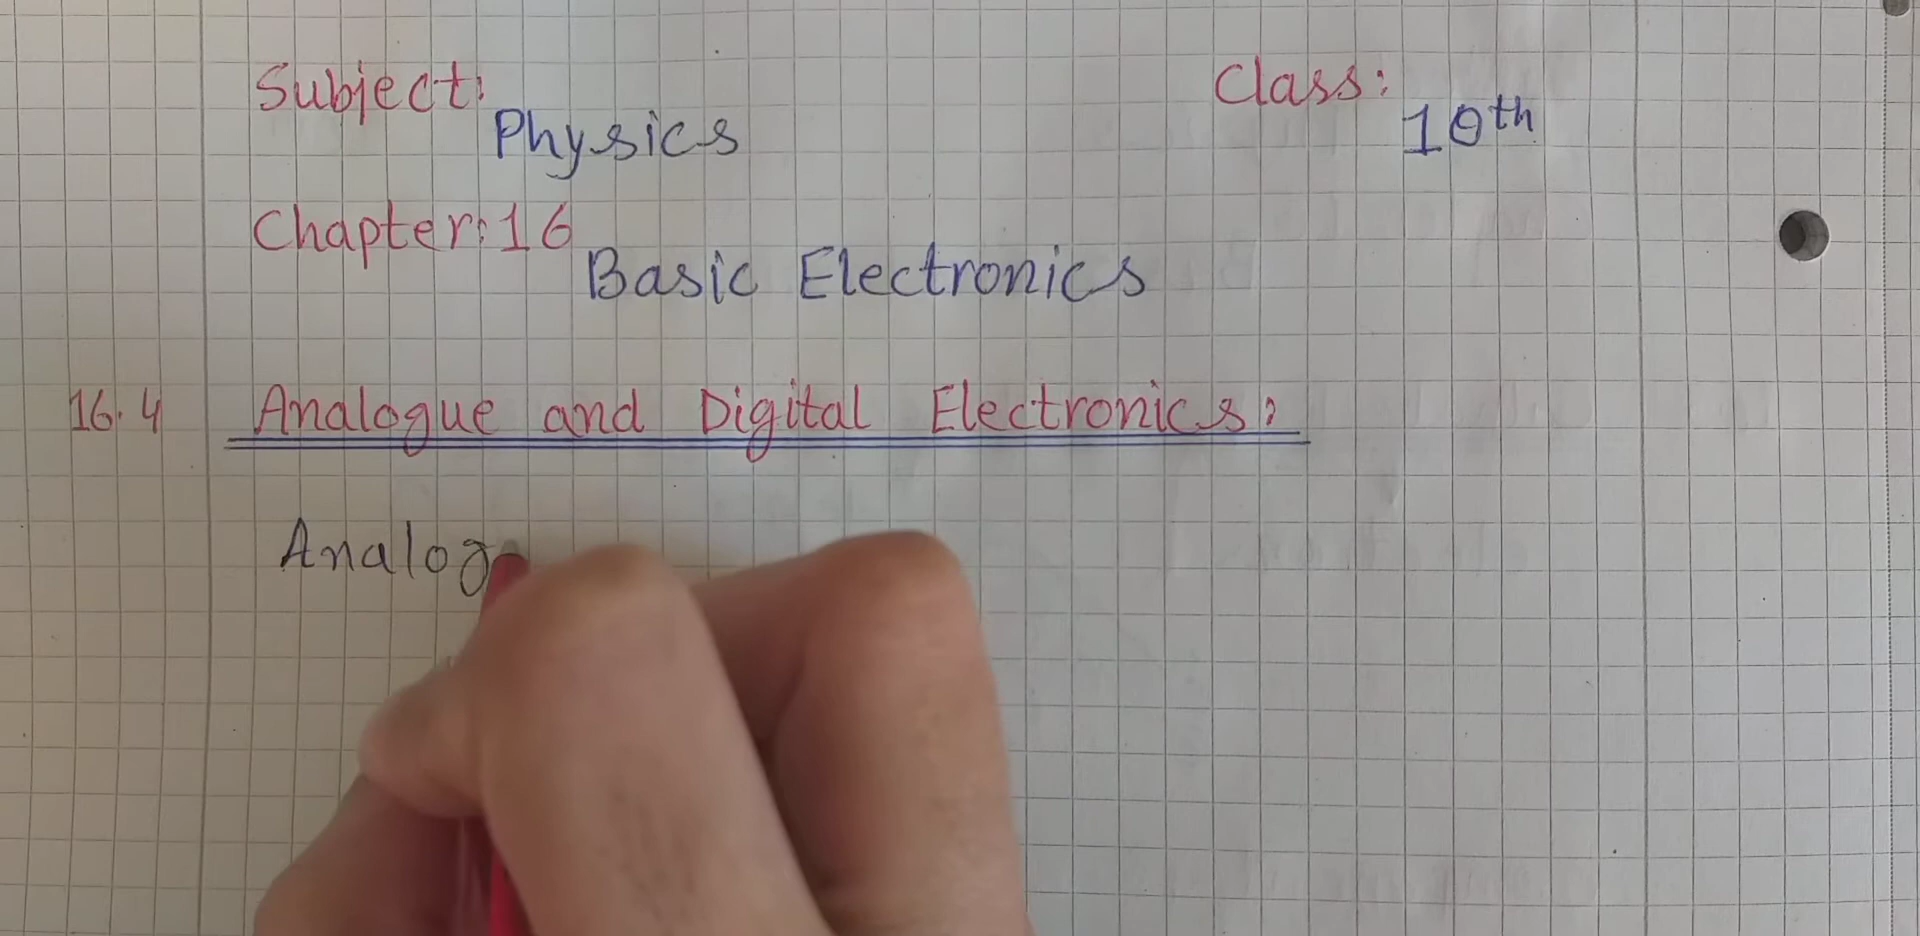 Subject: Class:
Physics 10th
Chapter: 16
Basic Electronics
16.4 Analogue and Digital Electronics:
Analog